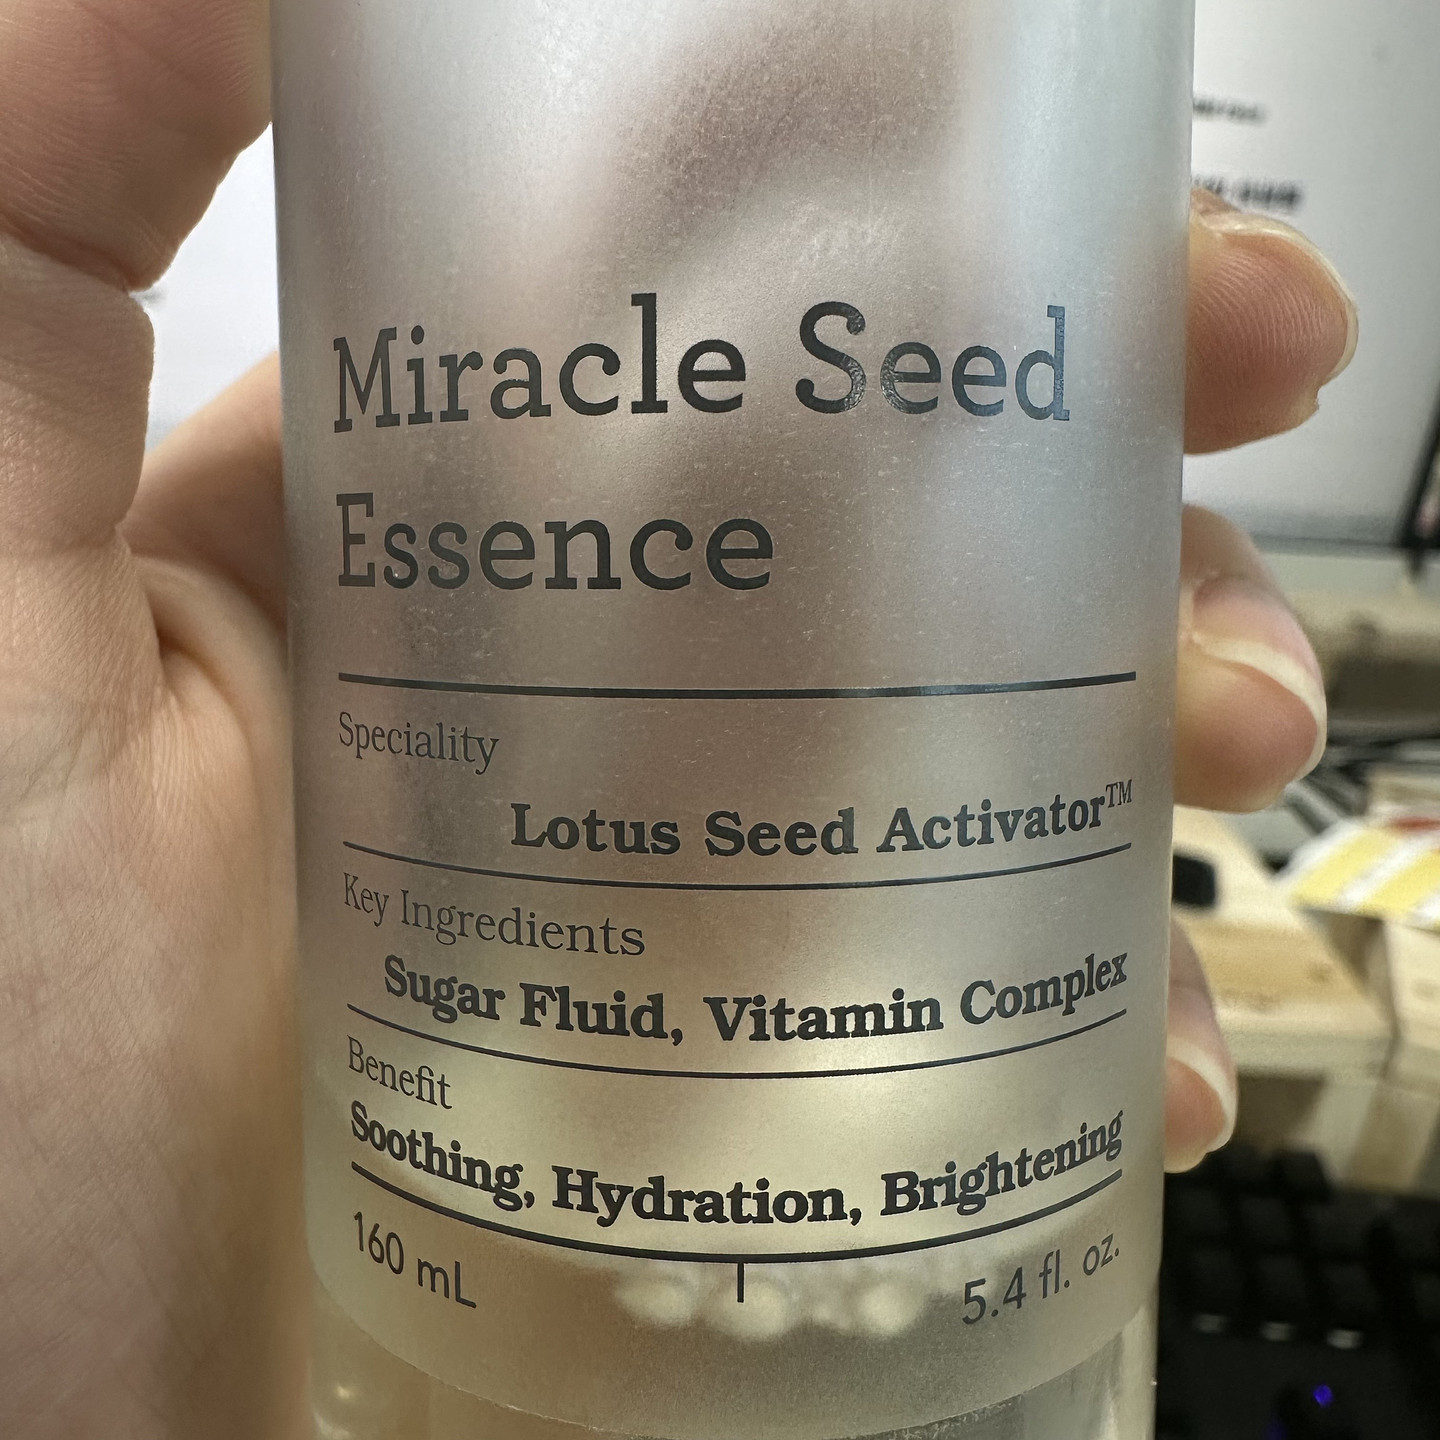 Miracle Seed
Essence
Speciality
Lotus Seed Activator™
Key Ingredients
Sugar Fluid, Vitamin Complex
Benefit
Soothing, Hydration, Brightening
160 mL
5.4 fl. oz.